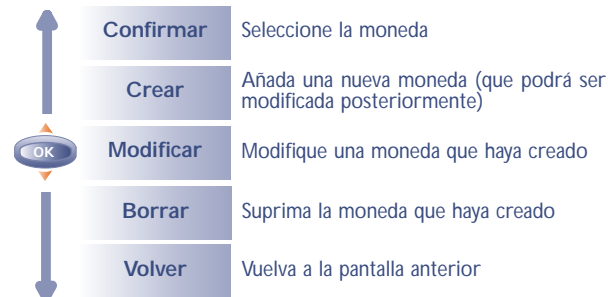 Confirmar Seleccione la moneda
Crear Añada una nueva moneda (que podrá ser
modificada posteriormente)
OK Modificar Modifique una moneda que haya creado
Borrar Suprima la moneda que haya creado
Volver Vuelva a la pantalla anterior